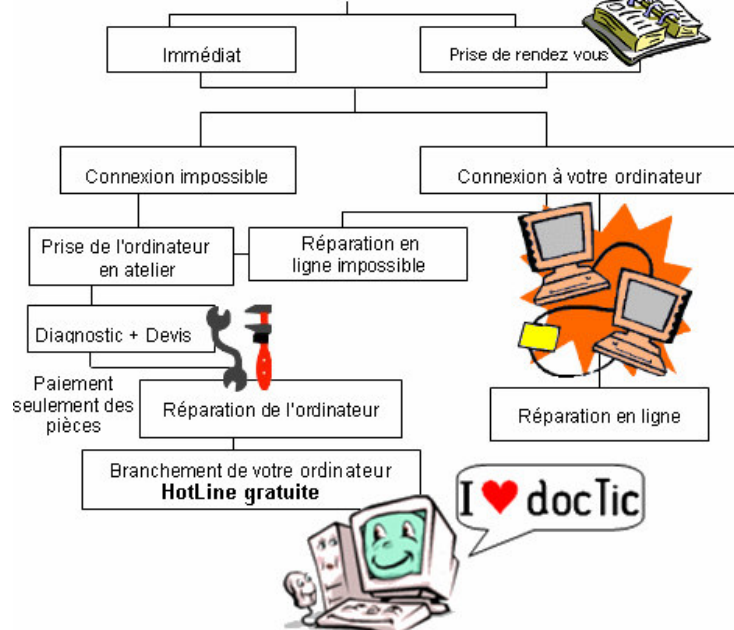 Immédiat
Prise de rendez vous
Connexion impossible
Connexion à votre ordinateur
Prise de l'ordinateur
en atelier
Réparation en
ligne impossible
Diagnostic + Devis
Paiement
seulement des
pièces
Réparation de l'ordinateur
Réparation en ligne
Branchement de votre ordinateur
HotLine gratuite
I ♥ docTic